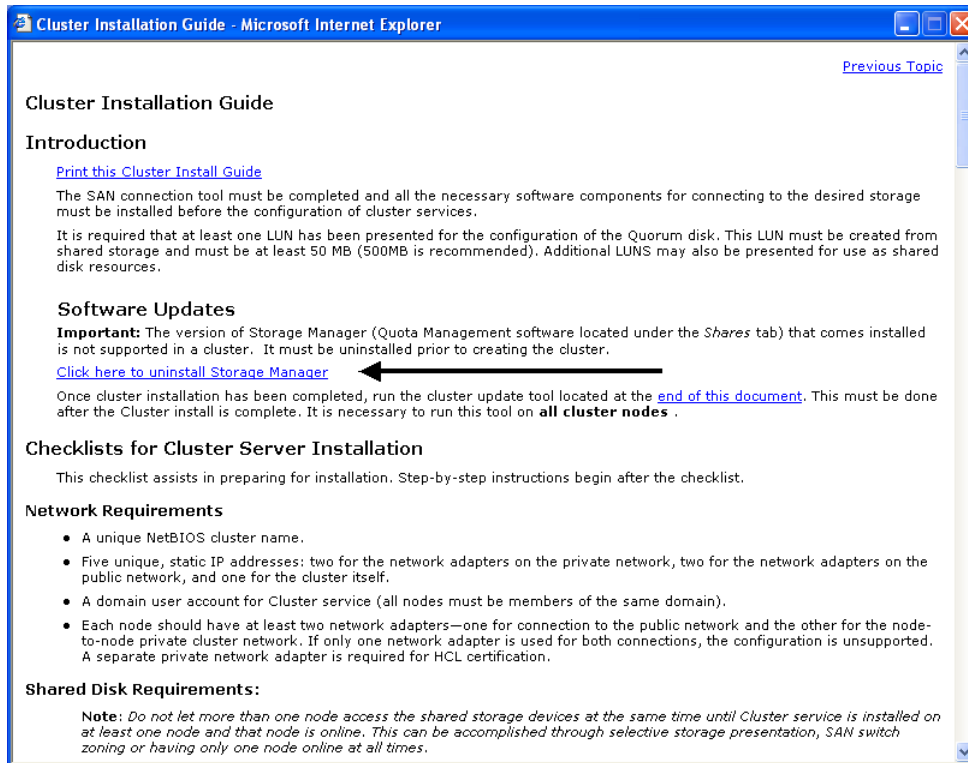 Cluster Installation Guide - Microsoft Internet Explorer
Previous Topic
Cluster Installation Guide
Introduction
Print this Cluster Install Guide
The SAN connection tool must be completed and all the necessary software components for connecting to the desired storage
must be installed before the configuration of cluster services.
It is required that at least one LUN has been presented for the configuration of the Quorum disk. This LUN must be created from
shared storage and must be at least 50 MB (500MB is recommended). Additional LUNS may also be presented for use as shared
disk resources.
Software Updates
Important: The version of Storage Manager (Quota Management software located under the Shares tab) that comes installed
is not supported in a cluster. It must be uninstalled prior to creating the cluster.
Click here to uninstall Storage Manager
Once cluster installation has been completed, run the cluster update tool located at the end of this document. This must be done
after the Cluster install is complete. It is necessary to run this tool on all cluster nodes .
Checklists for Cluster Server Installation
This checklist assists in preparing for installation. Step-by-step instructions begin after the checklist.
Network Requirements
• A unique NetBIOS cluster name.
• Five unique, static IP addresses: two for the network adapters on the private network, two for the network adapters on the
public network, and one for the cluster itself.
• A domain user account for Cluster service (all nodes must be members of the same domain).
• Each node should have at least two network adapters—one for connection to the public network and the other for the node-
to-node private cluster network. If only one network adapter is used for both connections, the configuration is unsupported.
A separate private network adapter is required for HCL certification.
Shared Disk Requirements:
Note: Do not let more than one node access the shared storage devices at the same time until Cluster service is installed on
at least one node and that node is online. This can be accomplished through selective storage presentation, SAN switch
zoning or having only one node online at all times.